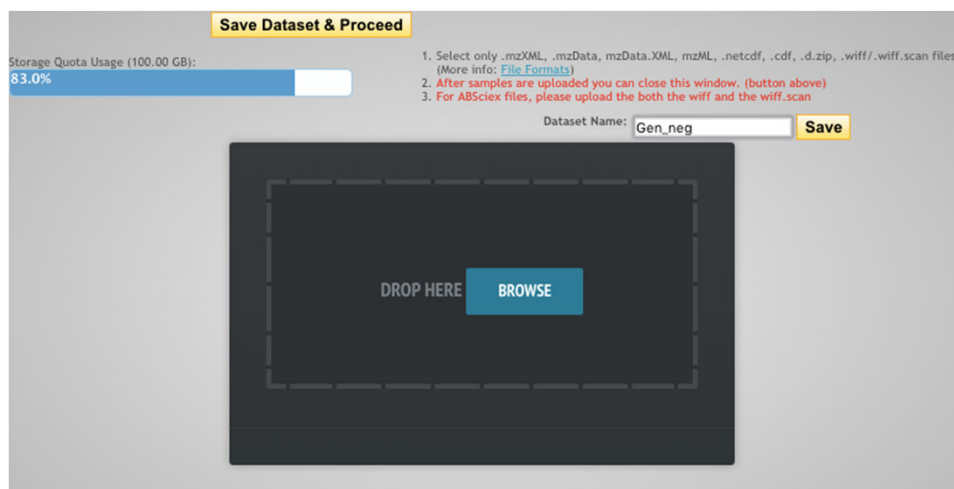 Save Dataset & Proceed
Storage Quota Usage (100.00 GB):
83.0%
1. Select only .mzXML, .mzData, mzData.XML, mzML, .netcdf, .cdf, .d.zip, .wiff/.wiff.scan files
(More info: File Formats)
2. After samples are uploaded you can close this window. (button above)
3. For ABSciex files, please upload the both the wiff and the wiff.scan
Dataset Name: Gen_neg Save
DROP HERE BROWSE